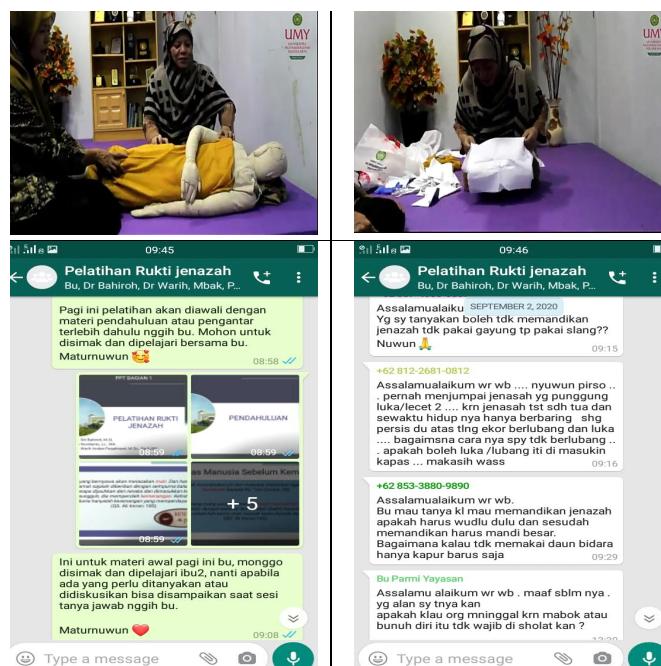 UMY
UMY
09:45
Pelatihan Rukti jenazah
Bu, Dr Bahiroh, Dr Warih, Mbak, P...
Pagi ini pelatihan akan diawali dengan
materi pendahuluan atau pengantar
terlebih dahulu nggih bu. Mohon untuk
disimak dan dipelajari bersama bu.
Maturnuwun 🥰
08:58
PPT BAGIAN 1
PELATIHAN RUKTI
JENAZAH
08:59
PENDAHULUAN
08:59
08:59
as Manusia Sebelum Kem
+ 5
Ini untuk materi awal pagi ini bu, monggo
disimak dan dipelajari ibu2, nanti apabila
ada yang perlu ditanyakan atau
didiskusikan bisa disampaikan saat sesi
tanya jawab nggih bu.
Maturnuwun ❤️
09:08
Type a message
09:46
Pelatihan Rukti jenazah
Bu, Dr Bahiroh, Dr Warih, Mbak, P...
SEPTEMBER 2, 2020
Assalamualaiku
Yg sy tanyakan boleh tdk memandikan
jenazah tdk pakai gayung tp pakai slang??
Nuwun 🙏
09:15
+62 812-2681-0812
Assalamualaikum wr wb .... nyuwun pirso ..
. pernah menjumpai jenasah yg punggung
luka/lecet 2 .... krn jenasah tst sdh tua dan
sewaktu hidup nya hanya berbaring shg
persis du atas tlng ekor berlubang dan luka
.... bagaimsna cara nya spy tdk berlubang ..
. apakah boleh luka /lubang iti di masukin
kapas ... makasih wass
09:16
+62 853-3880-9890
Assalamualaikum wr wb.
Bu mau tanya kl mau memandikan jenazah
apakah harus wudlu dulu dan sesudah
memandikan harus mandi besar.
Bagaimana kalau tdk memakai daun bidara
hanya kapur barus saja
09:29
Bu Parmi Yayasan
Assalamu alaikum wr wb . maaf sblm nya .
yg alan sy tnya kan
apakah klau org mninggal krn mabok atau
bunuh diri itu tdk wajib di sholat kan ?
Type a message